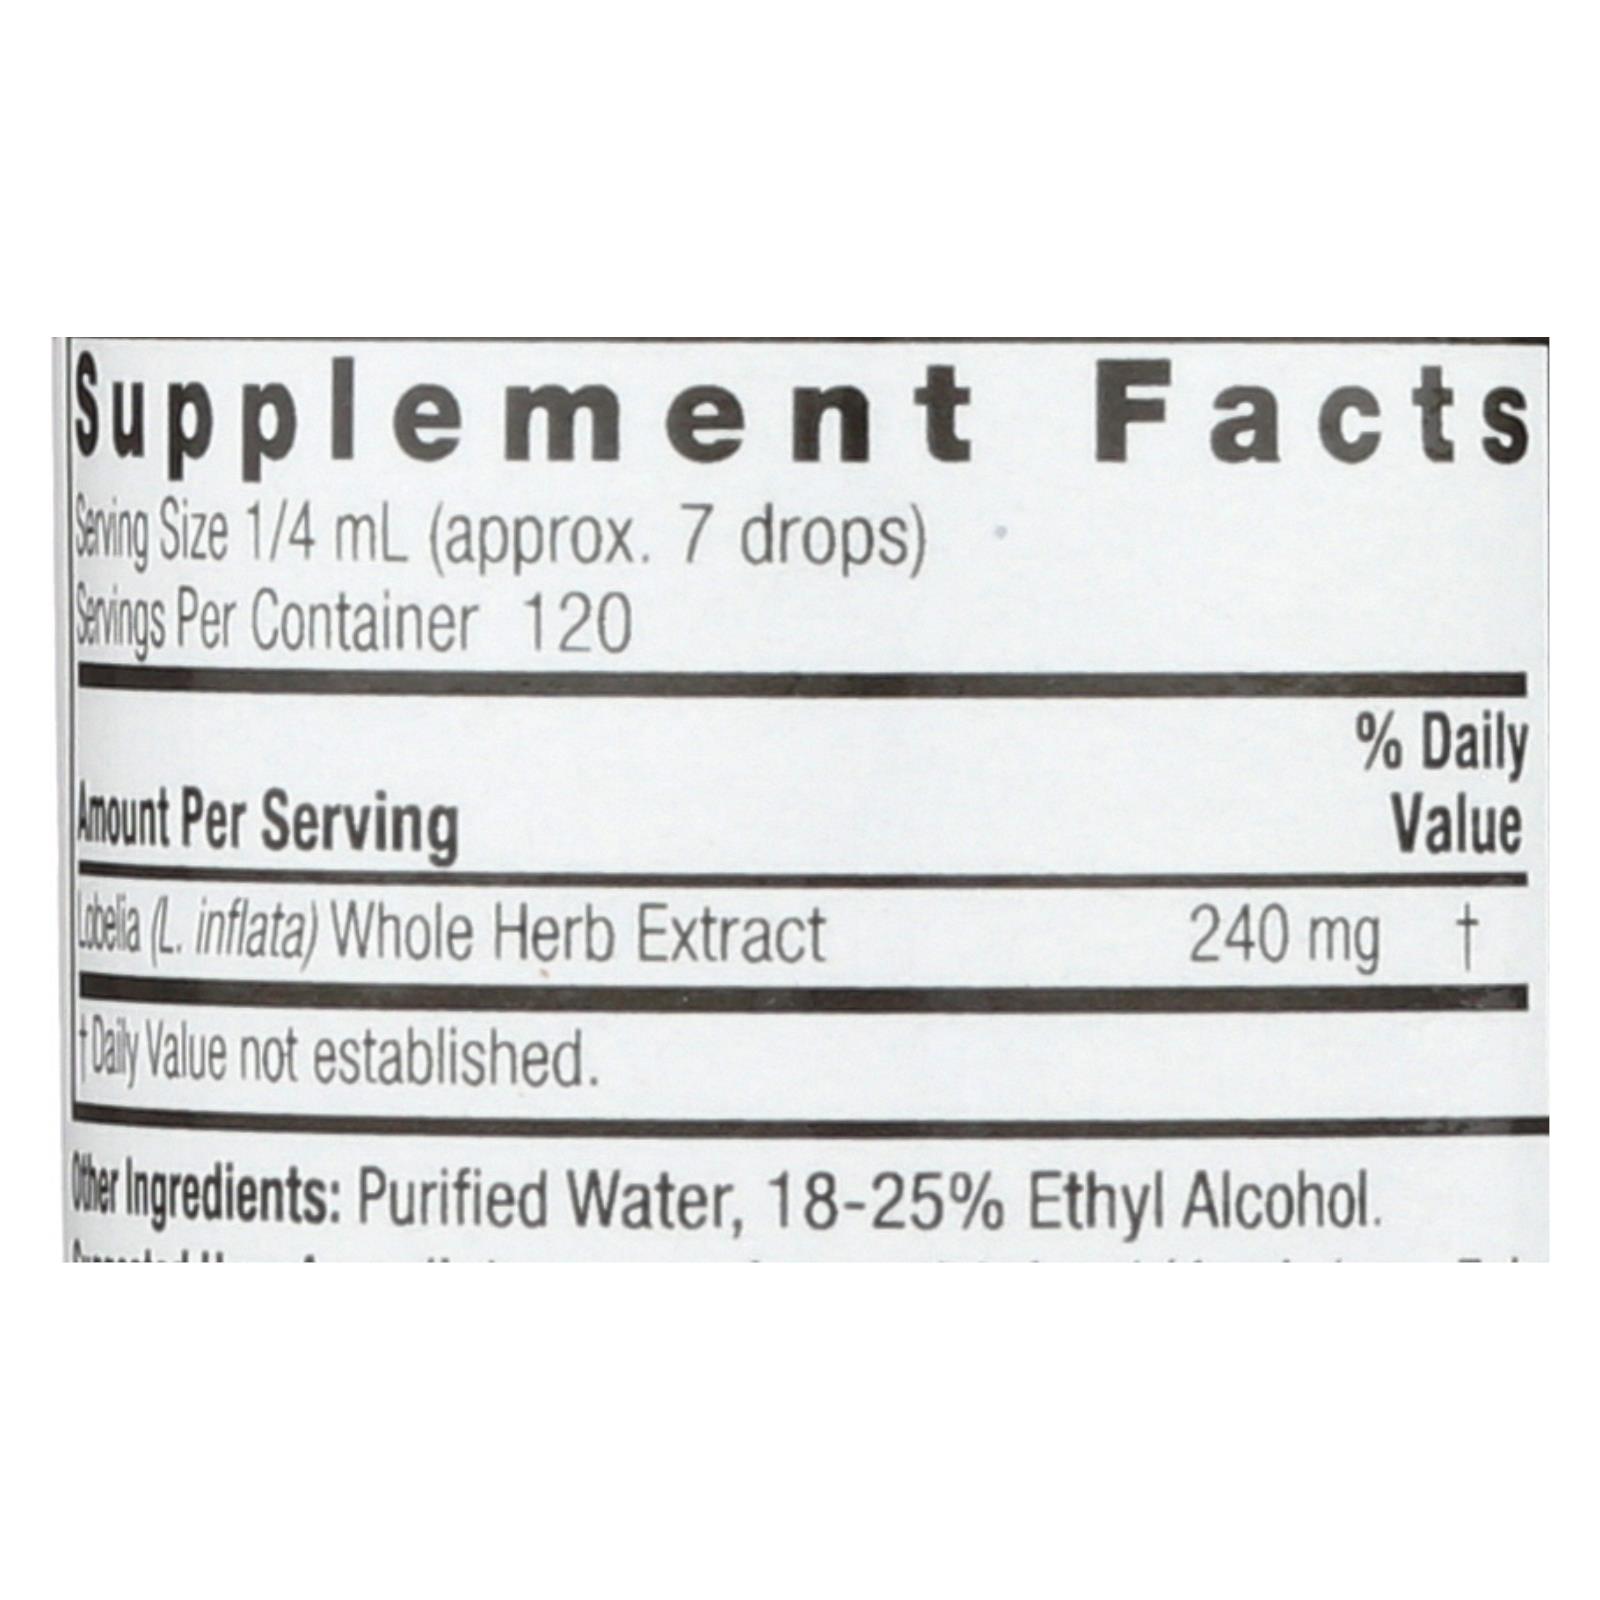 Supplement Facts
Serving Size 1/4 mL (approx. 7 drops)
Servings Per Container 120
% Daily
Amount Per Serving Value
Lobelia (L. inflata) Whole Herb Extract 240 mg †
† Daily Value not established.
Other Ingredients: Purified Water, 18-25% Ethyl Alcohol.